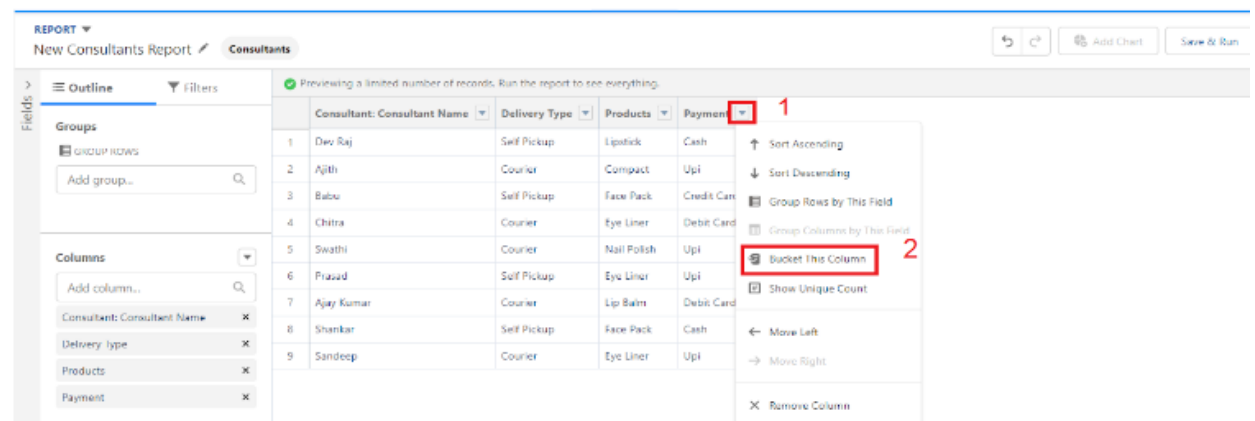 REPORT
New Consultants Report Consultants
Add Chart Save & Run
Fields
Outline Filters
Previewing a limited number of records. Run the report to see everything.
Groups
GROUP ROWS
Add group...
Columns
Add column...
Consultant: Consultant Name
Delivery Type
Products
Payment
Consultant: Consultant Name Delivery Type Products Payment 1
1 Dev Raj Self Pickup Lipstick Cash
2 Ajith Courier Compact Upi
3 Babu Self Pickup Face Pack Credit Card
4 Chitra Courier Eye Liner Debit Card
5 Swathi Courier Nail Polish Upi
6 Prasad Self Pickup Eye Liner Upi
7 Ajay Kumar Courier Lip Balm Debit Card
8 Shankar Self Pickup Face Pack Cash
9 Sandeep Courier Eye Liner Upi
Sort Ascending
Sort Descending
Group Rows by This Field
Group Columns by This Field
Bucket This Column 2
Show Unique Count
Move Left
Move Right
Remove Column